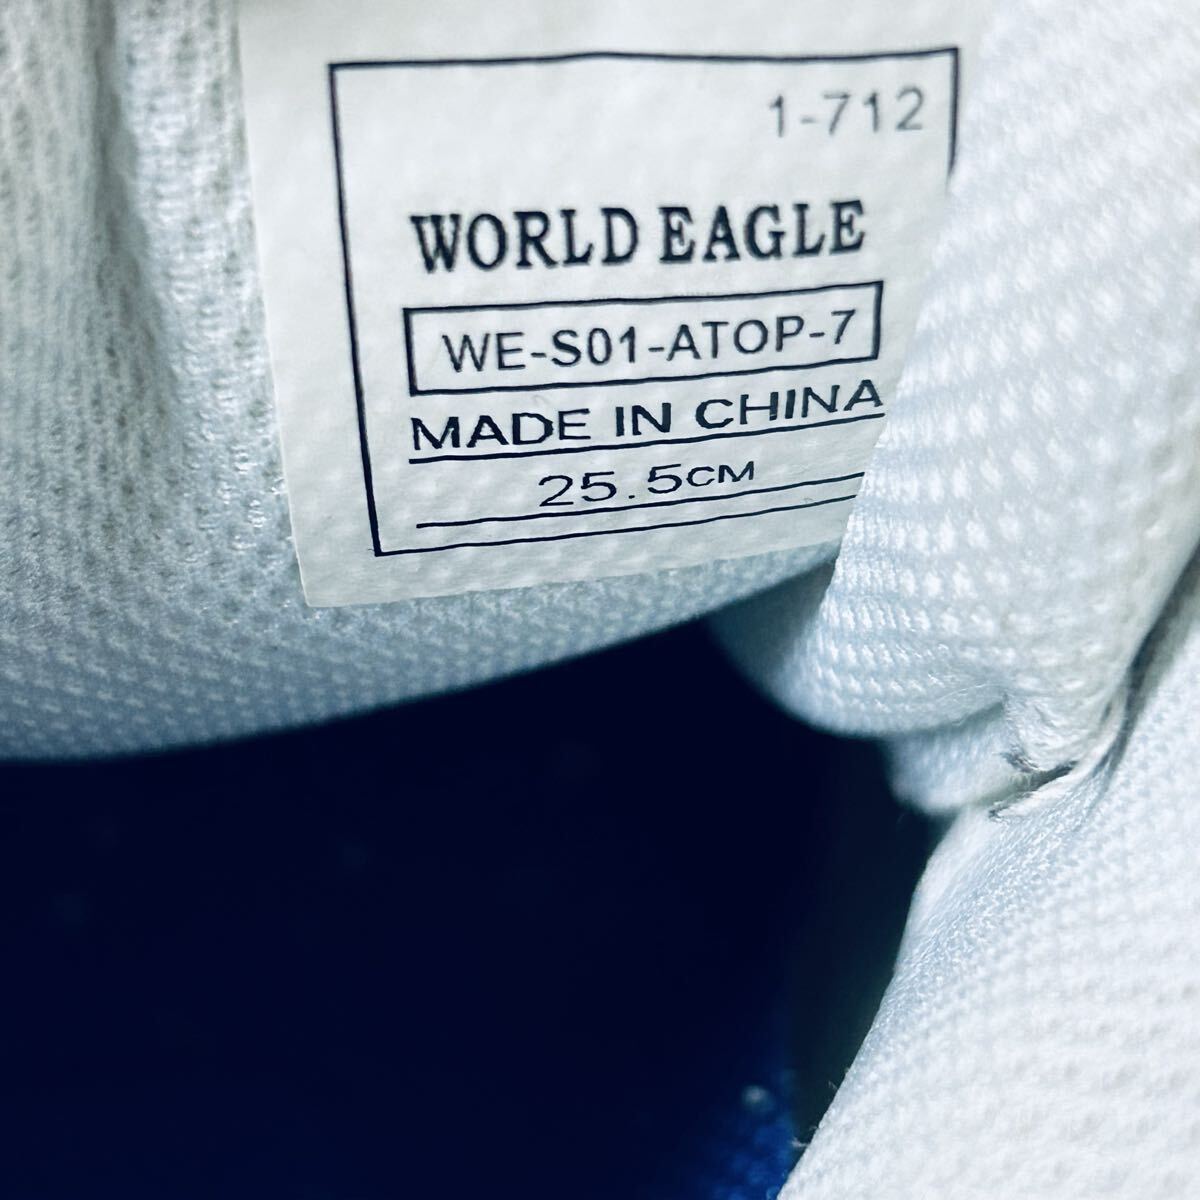 1-712
WORLD EAGLE
WE-S01-ATOP-7
MADE IN CHINA
25.5CM